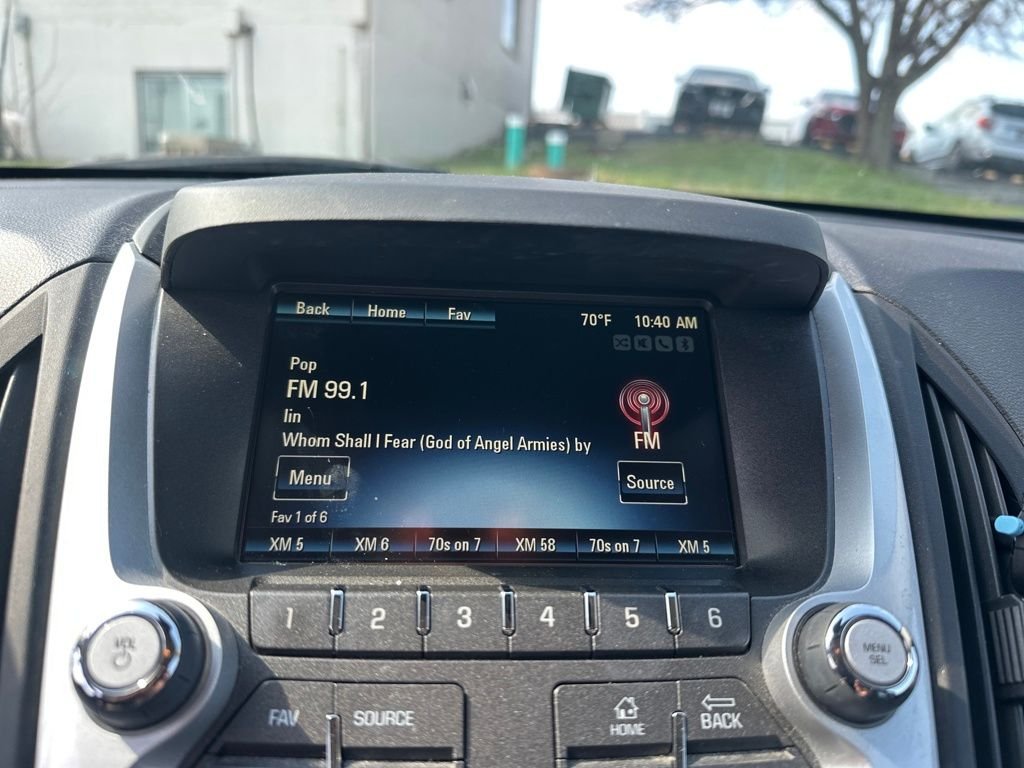 Back Home Fav
70°F 10:40 AM
Pop
FM 99.1
Iin
Whom Shall I Fear (God of Angel Armies) by
FM
Menu
Source
Fav 1 of 6
XM 5 XM 6 70s on 7 XM 58 70s on 7 XM 5
1 2 3 4 5 6
VOL
MENU
SEL
FAV SOURCE
HOME
BACK